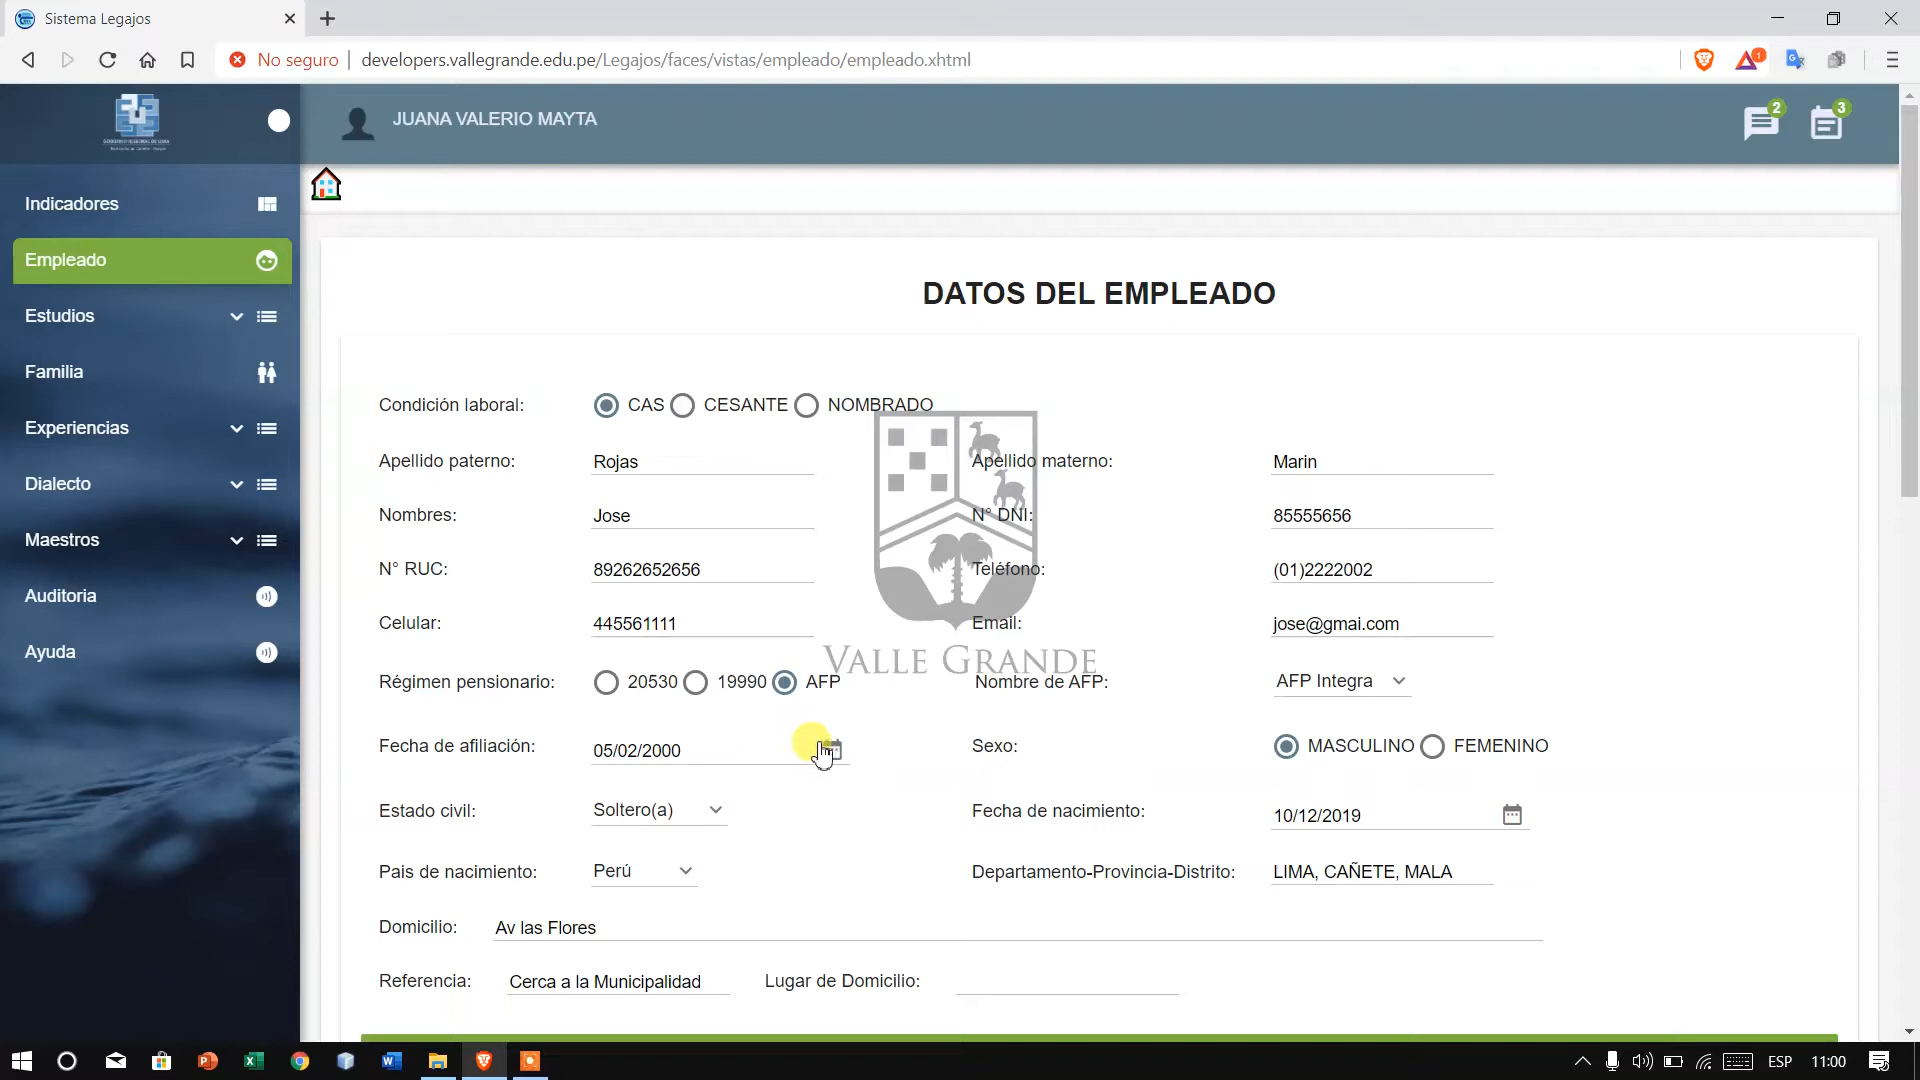 Sistema Legajos
No seguro
developers.vallegrande.edu.pe/Legajos/faces/vistas/empleado/empleado.xhtml
1
JUANA VALERIO MAYTA
2
3
Indicadores
Empleado
Estudios
Familia
Experiencias
Dialecto
Maestros
Auditoria
Ayuda
DATOS DEL EMPLEADO
Condición laboral: CAS CESANTE NOMBRADO
Apellido paterno: Rojas Apellido materno: Marin
Nombres: Jose N° DNI: 85555656
N° RUC: 89262652656 Teléfono: (01)2222002
Celular: 445561111 Email: jose@gmai.com
VALLE GRANDE
Régimen pensionario: 20530 19990 AFP Nombre de AFP: AFP Integra
Fecha de afiliación: 05/02/2000 Sexo: MASCULINO FEMENINO
Estado civil: Soltero(a) Fecha de nacimiento: 10/12/2019
Pais de nacimiento: Perú Departamento-Provincia-Distrito: LIMA, CAÑETE, MALA
Domicilio: Av las Flores
Referencia: Cerca a la Municipalidad Lugar de Domicilio:
ESP 11:00